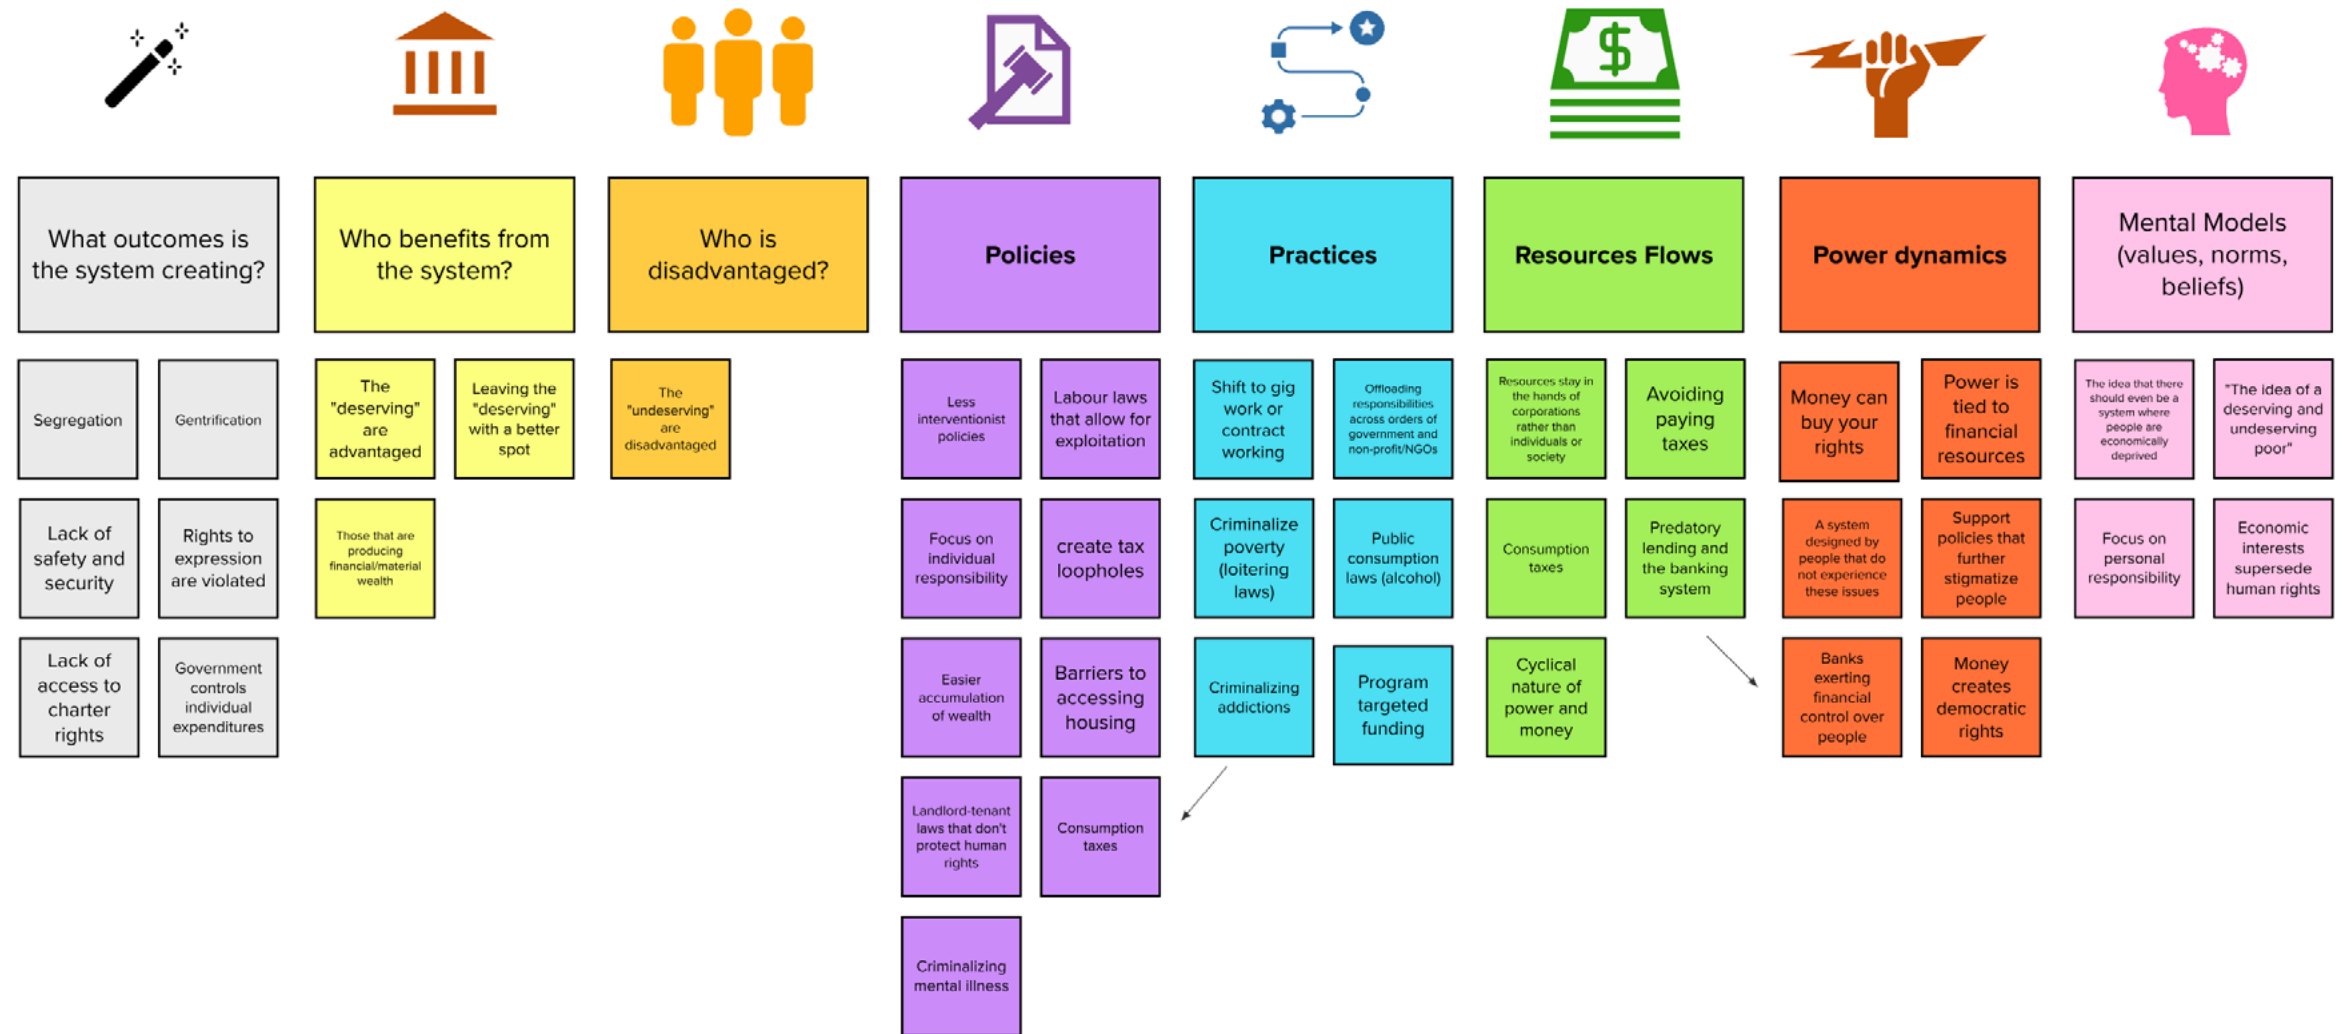 What outcomes is
the system creating?
Who benefits from
the system?
Who is
disadvantaged?
Policies
Practices
Resources Flows
Power dynamics
Mental Models
(values, norms,
beliefs)
Segregation
Gentrification
Lack of
safety and
security
Rights to
expression
are violated
Lack of
access to
charter
rights
Government
controls
individual
expenditures
The
"deserving"
are
advantaged
Leaving the
"deserving"
with a better
spot
Those that are
producing
financial/material
wealth
The
"undeserving"
are
disadvantaged
Less
interventionist
policies
Labour laws
that allow for
exploitation
Focus on
individual
responsibility
create tax
loopholes
Easier
accumulation
of wealth
Barriers to
accessing
housing
Landlord-tenant
laws that don't
protect human
rights
Consumption
taxes
Criminalizing
mental illness
Shift to gig
work or
contract
working
Offloading
responsibilities
across orders of
government and
non-profit/NGOs
Criminalize
poverty
(loitering
laws)
Public
consumption
laws (alcohol)
Criminalizing
addictions
Program
targeted
funding
Resources stay in
the hands of
corporations
rather than
individuals or
society
Avoiding
paying
taxes
Consumption
taxes
Predatory
lending and
the banking
system
Cyclical
nature of
power and
money
$
Money can
buy your
rights
Power is
tied to
financial
resources
A system
designed by
people that do
not experience
these issues
Support
policies that
further
stigmatize
people
Banks
exerting
financial
control over
people
Money
creates
democratic
rights
The idea that there
should even be a
system where
people are
economically
deprived
"The idea of a
deserving and
undeserving
poor"
Focus on
personal
responsibility
Economic
interests
supersede
human rights